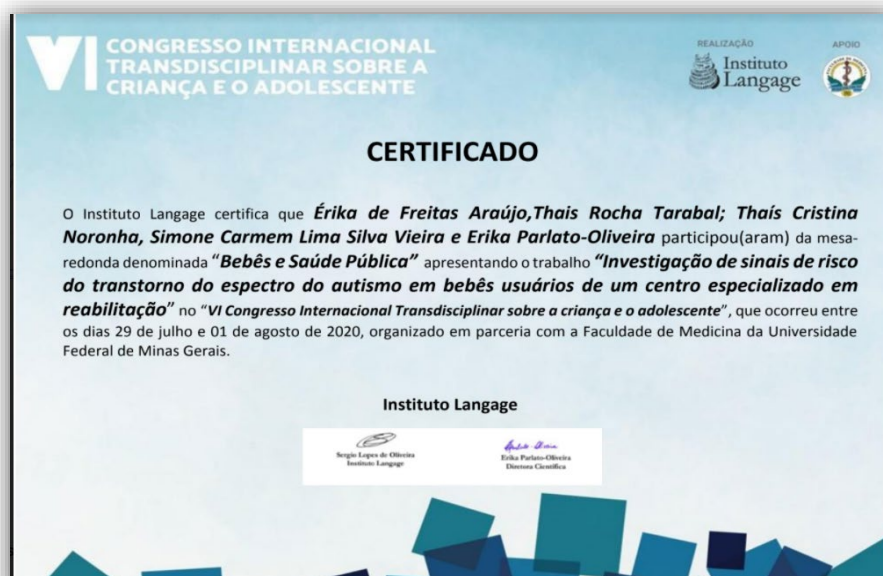 VI CONGRESSO INTERNACIONAL
TRANSDISCIPLINAR SOBRE A
CRIANÇA E O ADOLESCENTE
REALIZAÇÃO
Instituto
Langage
APOIO
CERTIFICADO
O Instituto Langage certifica que Érika de Freitas Araújo,Thais Rocha Tarabal; Thaís Cristina
Noronha, Simone Carmem Lima Silva Vieira e Erika Parlato-Oliveira participou(aram) da mesa-
redonda denominada “Bebês e Saúde Pública” apresentando o trabalho “Investigação de sinais de risco
do transtorno do espectro do autismo em bebês usuários de um centro especializado em
reabilitação” no “VI Congresso Internacional Transdisciplinar sobre a criança e o adolescente”, que ocorreu entre
os dias 29 de julho e 01 de agosto de 2020, organizado em parceria com a Faculdade de Medicina da Universidade
Federal de Minas Gerais.
Instituto Langage
Sergio Lopes de Oliveira
Instituto Langage
Erika Parlato-Oliveira
Diretora Científica